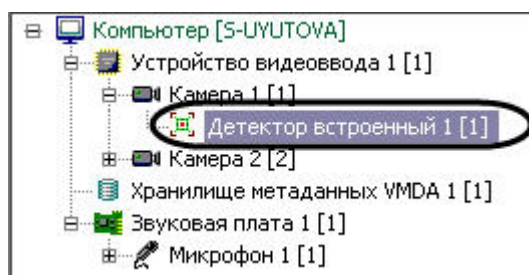 Компьютер [S-UYUTOVA]
Устройство видеоввода 1 [1]
Камера 1 [1]
Детектор встроенный 1 [1]
Камера 2 [2]
Хранилище метаданных VMDA 1 [1]
Звуковая плата 1 [1]
Микрофон 1 [1]